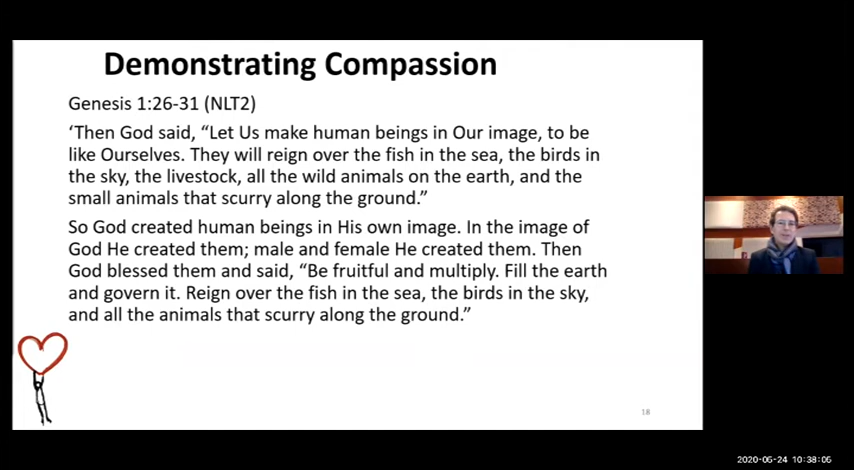 Demonstrating Compassion
Genesis 1:26-31 (NLT2)
‘Then God said, “Let Us make human beings in Our image, to be
like Ourselves. They will reign over the fish in the sea, the birds in
the sky, the livestock, all the wild animals on the earth, and the
small animals that scurry along the ground.”
So God created human beings in His own image. In the image of
God He created them; male and female He created them. Then
God blessed them and said, “Be fruitful and multiply. Fill the earth
and govern it. Reign over the fish in the sea, the birds in the sky,
and all the animals that scurry along the ground.”
18
2020-05-24 10:38:05